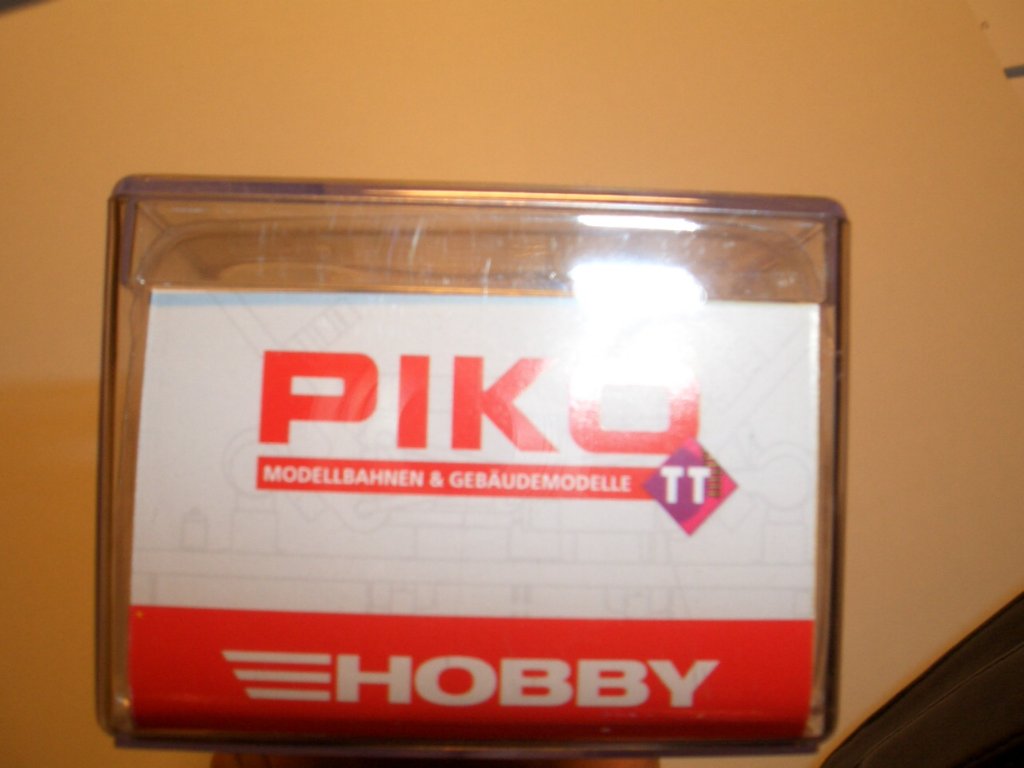 PIKO
MODELLBAHNEN & GEBÄUDEMODELLE
TT
HOBBY